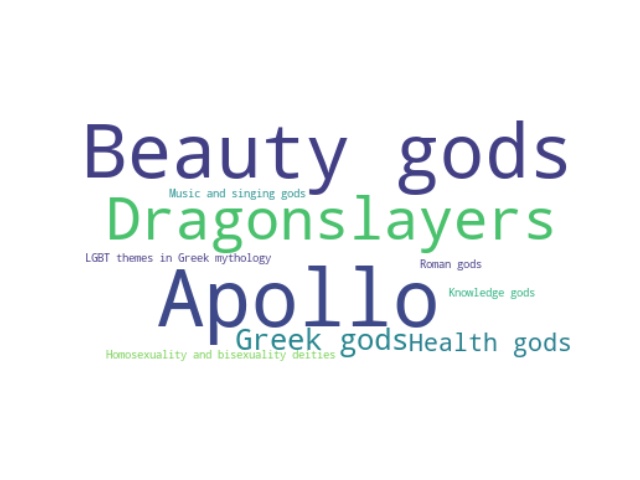 Beauty gods
Music and singing gods
Dragonslayers
LGBT themes in Greek mythology
Roman gods
Apollo
Knowledge gods
Greek gods
Health gods
Homosexuality and bisexuality deities